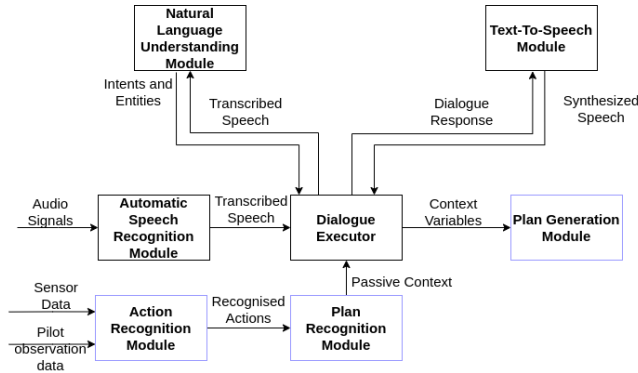 Natural
Language
Understanding
Module
Text-To-Speech
Module
Intents and
Entities
Transcribed
Speech
Dialogue
Response
Synthesized
Speech
Audio
Signals
Automatic
Speech
Recognition
Module
Transcribed
Speech
Dialogue
Executor
Context
Variables
Plan Generation
Module
Passive Context
Sensor
Data
Pilot
observation
data
Action
Recognition
Module
Recognised
Actions
Plan
Recognition
Module